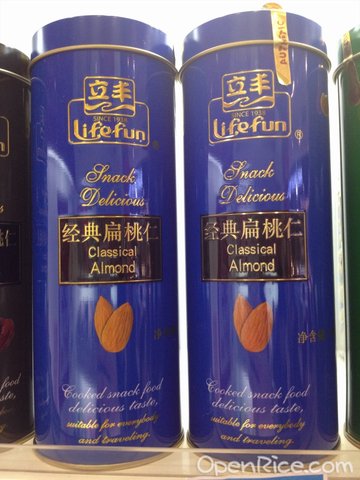 立丰
SINCE 1938
Lifefun
Snack
Delicious
经典扁桃仁
Classical
Almond
Cooked snack food
delicious taste,
suitable for everybody
and traveling.
立丰
SINCE 1938
Lifefun
®
Snack
Delicious
经典扁桃仁
Classical
Almond
净含
Cooked snack food
delicious taste,
suitable for everybody
and traveling.
OpenRice.com